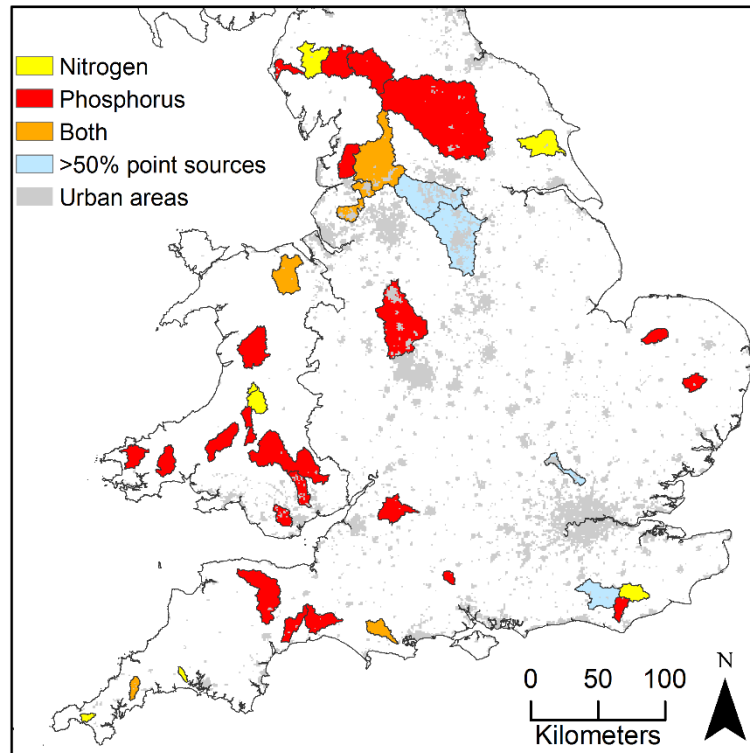 Nitrogen
Phosphorus
Both
>50% point sources
Urban areas
N
0 50 100
Kilometers